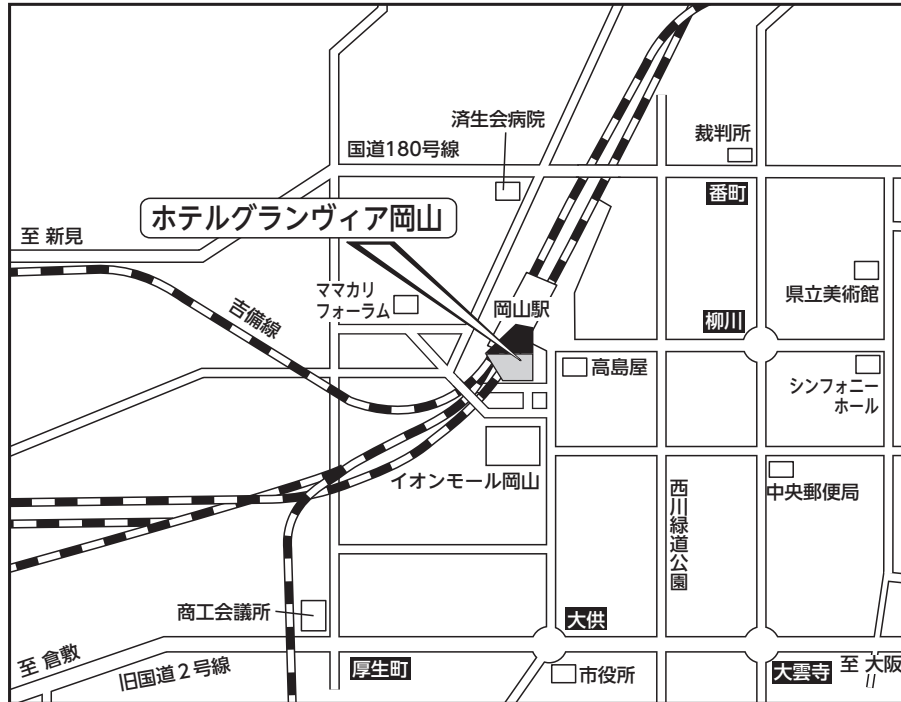 済生会病院
裁判所
国道180号線
番町
ホテルグランヴィア岡山
至 新見
県立美術館
ママカリ
フォーラム
岡山駅
吉備線
柳川
高島屋
シンフォニー
ホール
イオンモール岡山
中央郵便局
西川緑道公園
商工会議所
大供
至 倉敷
旧国道2号線
厚生町
市役所
大雲寺
至 大阪